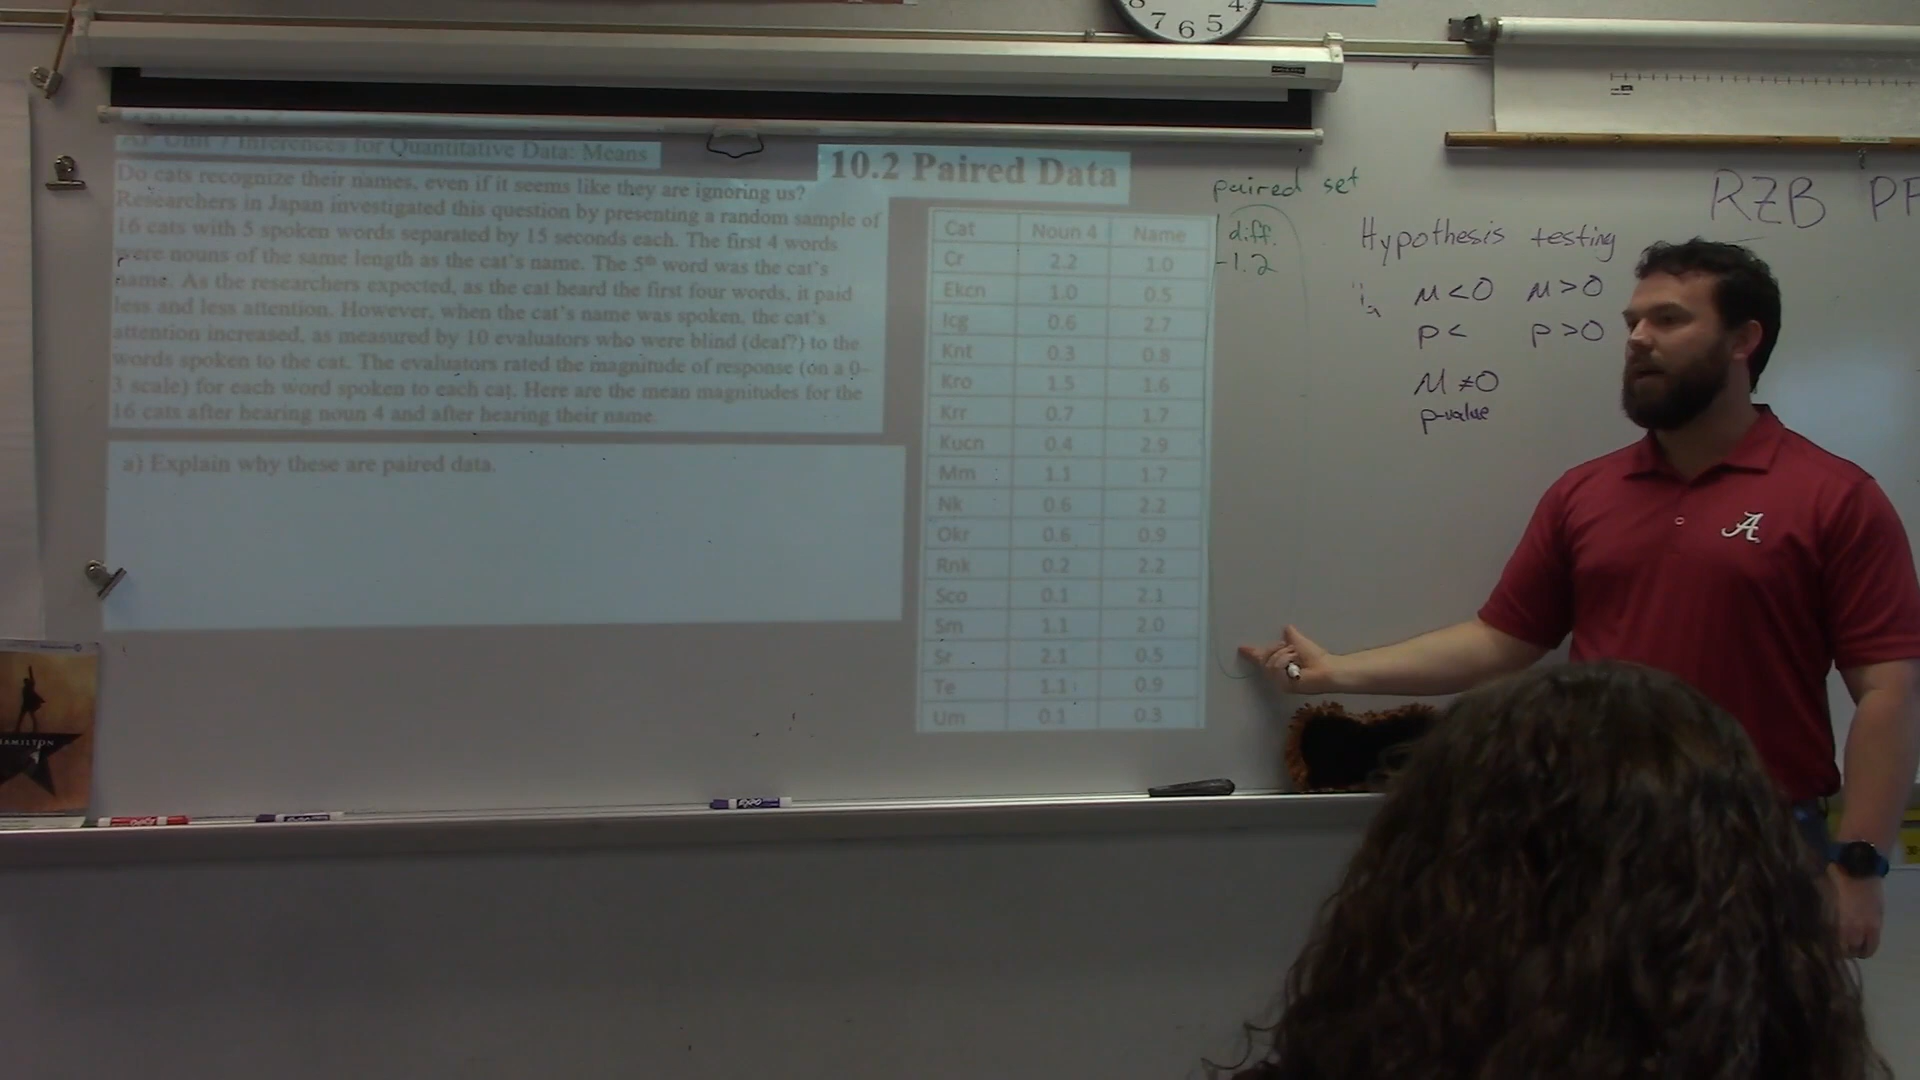 8 7 6 5 4
AP Unit 7 Inferences for Quantitative Data: Means
10.2 Paired Data
Do cats recognize their names, even if it seems like they are ignoring us?
Researchers in Japan investigated this question by presenting a random sample of
16 cats with 5 spoken words separated by 15 seconds each. The first 4 words
were nouns of the same length as the cat's name. The 5th word was the cat's
name. As the researchers expected, as the cat heard the first four words, it paid
less and less attention. However, when the cat's name was spoken, the cat's
attention increased, as measured by 10 evaluators who were blind (deaf?) to the
words spoken to the cat. The evaluators rated the magnitude of response (on a 0–
3 scale) for each word spoken to each cat. Here are the mean magnitudes for the
16 cats after hearing noun 4 and after hearing their name.
a) Explain why these are paired data.
Cat Noun 4 Name
Cr 2.2 1.0
Ekcn 1.0 0.5
Icg 0.6 2.7
Knt 0.3 0.8
Kro 1.5 1.6
Krr 0.7 1.7
Kucn 0.4 2.9
Mm 1.1 1.7
Nk 0.6 2.2
Okr 0.6 0.9
Rnk 0.2 2.2
Sco 0.1 2.1
Sm 1.1 2.0
Sr 2.1 0.5
Te 1.1 0.9
Um 0.1 0.3
paired set
diff.
-1.2
Hypothesis testing
μ<0 μ>0
p< p>0
μ≠0
p-value
RZB PF
A
HAMILTON
EXPO
EXPO
30